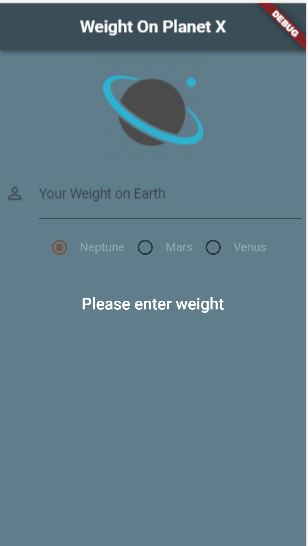 Weight On Planet X
DEBUG
Your Weight on Earth
Neptune Mars Venus
Please enter weight